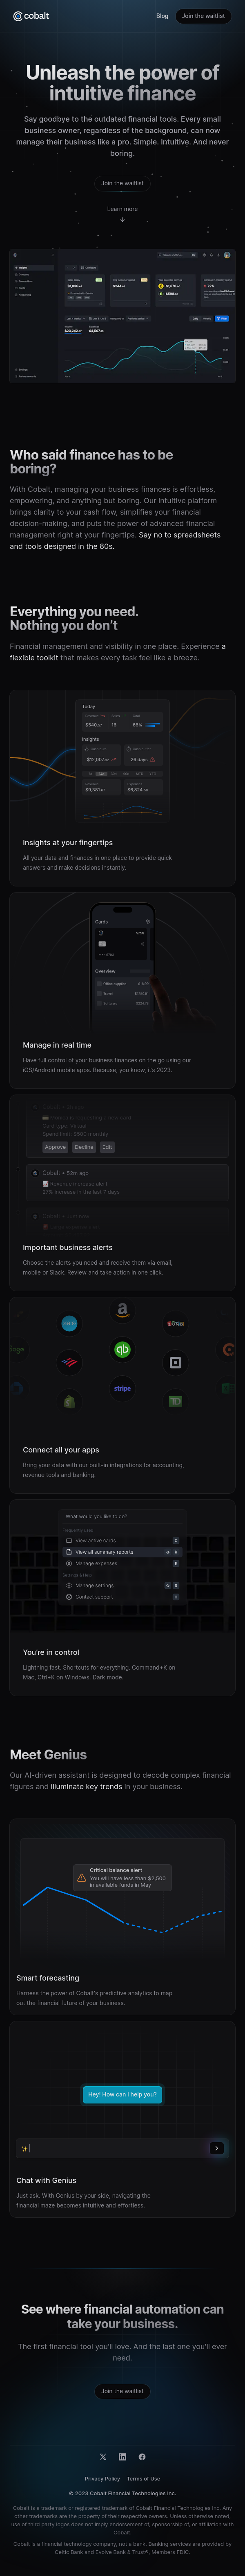 cobalt
Blog
Join the waitlist
Unleash the power of
intuitive finance
Say goodbye to the outdated financial tools. Every small
business owner, regardless of the background, can now
manage their business like a pro. Simple. Intuitive. And never
boring.
Join the waitlist
Learn more
Who said finance has to be
boring?
With Cobalt, managing your business finances is effortless,
empowering, and anything but boring. Our intuitive platform
brings clarity to your cash flow, simplifies your financial
decision-making, and puts the power of advanced financial
management right at your fingertips. Say no to spreadsheets
and tools designed in the 80s.
Everything you need.
Nothing you don't
Financial management and visibility in one place. Experience a
flexible toolkit that makes every task feel like a breeze.
Today
Insights
Insights at your fingertips
All your data and finances in one place to provide quick
answers and make decisions instantly.
Cards
Overview
Manage in real time
Have full control of your business finances on the go using our
iOS/Android mobile apps. Because, you know, it's 2023.
Approve
Decline
Edit
Cobalt • 52m ago
Revenue increase alert
27% increase in the last 7 days
Important business alerts
Choose the alerts you need and receive them via email,
mobile or Slack. Review and take action in one click.
stripe
Connect all your apps
Bring your data with our built-in integrations for accounting,
revenue tools and banking.
What would you like to do?
Frequently used
View active cards
View all summary reports
Manage expenses
Settings & Help
Manage settings
Contact support
You're in control
Lightning fast. Shortcuts for everything. Command+K on
Mac, Ctrl+K on Windows. Dark mode.
Meet Genius
Our AI-driven assistant is designed to decode complex financial
figures and illuminate key trends in your business.
Critical balance alert
You will have less than $2,500
in available funds in May
Smart forecasting
Harness the power of Cobalt's predictive analytics to map
out the financial future of your business.
Hey! How can I help you?
Chat with Genius
Just ask. With Genius by your side, navigating the
financial maze becomes intuitive and effortless.
See where financial automation can
take your business.
The first financial tool you'll love. And the last one you'll ever
need.
Join the waitlist
Privacy Policy
Terms of Use
© 2023 Cobalt Financial Technologies Inc.
Cobalt is a trademark or registered trademark of Cobalt Financial Technologies Inc. Any
other trademarks are the property of their respective owners. Unless otherwise noted,
use of third party logos does not imply endorsement of, sponsorship of, or affiliation with
Cobalt.
Cobalt is a financial technology company, not a bank. Banking services are provided by
Celtic Bank and Evolve Bank & Trust®, Members FDIC.